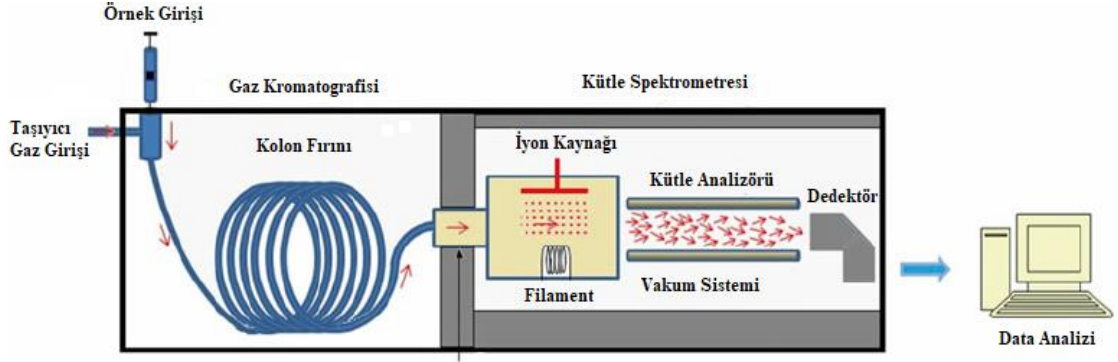 Örnek Girişi
Gaz Kromatografisi
Kütle Spektrometresi
Taşıyıcı
Gaz Girişi
Kolon Fırını
İyon Kaynağı
Kütle Analizörü
Dedektör
Filament
Vakum Sistemi
Data Analizi